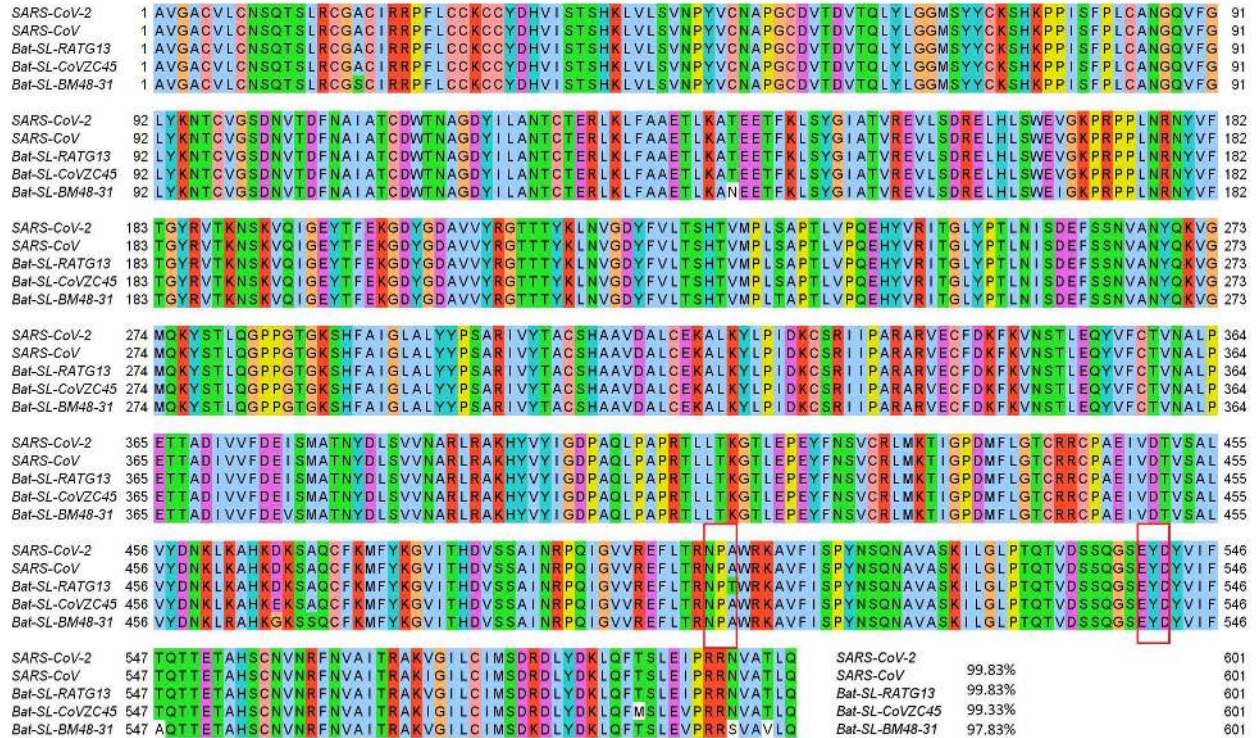 SARS-CoV-2 1 AVGACVLCNSQTSLRCGACIRRPFLCCKCCYDHVISTSHKLVLSVNPYVCNAPGCDVTDVTQLYLGGMSYYCKSHKPPISFPLCANGQVFG 91
SARS-CoV 1 AVGACVLCNSQTSLRCGACIRRPFLCCKCCYDHVISTSHKLVLSVNPYVCNAPGCDVTDVTQLYLGGMSYYCKSHKPPISFPLCANGQVFG 91
Bat-SL-RATG13 1 AVGACVLCNSQTSLRCGACIRRPFLCCKCCYDHVISTSHKLVLSVNPYVCNAPGCDVTDVTQLYLGGMSYYCKSHKPPISFPLCANGQVFG 91
Bat-SL-CoVZC45 1 AVGACVLCNSQTSLRCGACIRRPFLCCKCCYDHVISTSHKLVLSVNPYVCNAPGCDVTDVTQLYLGGMSYYCKSHKPPISFPLCANGQVFG 91
Bat-SL-BM48-31 1 AVGACVLCNSQTSLRCGSCIRRPFLCCKCCYDHVISTSHKLVLSVNPYVCNAPGCDVTDVTQLYLGGMSYYCKSHKPPISFPLCANGQVFG 91
SARS-CoV-2 92 LYKNTCVGSDNVTDFNAIATCDWTNAGDYILANTCTERLKLFAAETLKATEETFKLSYGIATVREVLSDRELHLSWEVGKPRPPLNRNYVF 182
SARS-CoV 92 LYKNTCVGSDNVTDFNAIATCDWTNAGDYILANTCTERLKLFAAETLKATEETFKLSYGIATVREVLSDRELHLSWEVGKPRPPLNRNYVF 182
Bat-SL-RATG13 92 LYKNTCVGSDNVTDFNAIATCDWTNAGDYILANTCTERLKLFAAETLKATEETFKLSYGIATVREVLSDRELHLSWEVGKPRPPLNRNYVF 182
Bat-SL-CoVZC45 92 LYKNTCVGSDNVTDFNAIATCDWTNAGDYILANTCTERLKLFAAETLKATEETFKLSYGIATVREVLSDRELHLSWEVGKPRPPLNRNYVF 182
Bat-SL-BM48-31 92 LYKNTCVGSDNVTDFNAIATCDWTNAGDYILANTCTERLKLFAAETLKANEETFKLSYGIATVREVLSDRELHLSWEIGKPRPPLNRNYVF 182
SARS-CoV-2 183 TGYRVTKNSKVQIGEYTFEKGDYGDAVVYRGTTTYKLNVGDYFVLTSHTVMPLSAPTLVPQEHYVRITGLYPTLNISDEFSSNVANYQKVG 273
SARS-CoV 183 TGYRVTKNSKVQIGEYTFEKGDYGDAVVYRGTTTYKLNVGDYFVLTSHTVMPLSAPTLVPQEHYVRITGLYPTLNISDEFSSNVANYQKVG 273
Bat-SL-RATG13 183 TGYRVTKNSKVQIGEYTFEKGDYGDAVVYRGTTTYKLNVGDYFVLTSHTVMPLSAPTLVPQEHYVRITGLYPTLNISDEFSSNVANYQKVG 273
Bat-SL-CoVZC45 183 TGYRVTKNSKVQIGEYTFEKGDYGDAVVYRGTTTYKLNVGDYFVLTSHTVMPLSAPTLVPQEHYVRITGLYPTLNISDEFSSNVANYQKVG 273
Bat-SL-BM48-31 183 TGYRVTKNSKVQIGEYTFEKGDYGDAVVYRGTTTYKLNVGDYFVLTSHTVMPLTAPTLVPQEHYVRITGLYPTLNISDEFSSNVANYQKVG 273
SARS-CoV-2 274 MQKYSTLQGPPGTGKSHFAIGLALYYPSARIVYTACSHAAVDALCEKALKYLPIDKCSRIIPARARVECFDKFKVNSTLEQYVFCTVNALP 364
SARS-CoV 274 MQKYSTLQGPPGTGKSHFAIGLALYYPSARIVYTACSHAAVDALCEKALKYLPIDKCSRIIPARARVECFDKFKVNSTLEQYVFCTVNALP 364
Bat-SL-RATG13 274 MQKYSTLQGPPGTGKSHFAIGLALYYPSARIVYTACSHAAVDALCEKALKYLPIDKCSRIIPARARVECFDKFKVNSTLEQYVFCTVNALP 364
Bat-SL-CoVZC45 274 MQKYSTLQGPPGTGKSHFAIGLALYYPSARIVYTACSHAAVDALCEKALKYLPIDKCSRIIPARARVECFDKFKVNSTLEQYVFCTVNALP 364
Bat-SL-BM48-31 274 MQKYSTLQGPPGTGKSHFAIGLALYYPSARIVYTACSHAAVDALCEKALKYLPIDKCSRIIPARARVECFDKFKVNSTLEQYVFCTVNALP 364
SARS-CoV-2 365 ETTADIVVFDEISMATNYDLSVVNARLRAKHYVYIGDPAQLPAPRTLLTKGTLEPEYFNSVCRLMKTIGPDMFLGTCRRCPAEIVDTVSAL 455
SARS-CoV 365 ETTADIVVFDEISMATNYDLSVVNARLRAKHYVYIGDPAQLPAPRTLLTKGTLEPEYFNSVCRLMKTIGPDMFLGTCRRCPAEIVDTVSAL 455
Bat-SL-RATG13 365 ETTADIVVFDEISMATNYDLSVVNARLRAKHYVYIGDPAQLPAPRTLLTKGTLEPEYFNSVCRLMKTIGPDMFLGTCRRCPAEIVDTVSAL 455
Bat-SL-CoVZC45 365 ETTADIVVFDEISMATNYDLSVVNARLRAKHYVYIGDPAQLPAPRTLLTKGTLEPEYFNSVCRLMKTIGPDMFLGTCRRCPAEIVDTVSAL 455
Bat-SL-BM48-31 365 ETTADIVVFDEVSMATNYDLSVVNARLRAKHYVYIGDPAQLPAPRTLLTKGTLEPEYFNSVCRLMKTIGPDMFLGTCRRCPAEIVDTVSAL 455
SARS-CoV-2 456 VYDNKLKAHKDKSAQCFKMFYKGVITHDVSSAINRPQIGVVREFLTRNPAWRKAVFISPYNSQNAVASKILGLPTQTVDSSQGSEYDYVIF 546
SARS-CoV 456 VYDNKLKAHKDKSAQCFKMFYKGVITHDVSSAINRPQIGVVREFLTRNPAWRKAVFISPYNSQNAVASKILGLPTQTVDSSQGSEYDYVIF 546
Bat-SL-RATG13 456 VYDNKLKAHKDKSAQCFKMFYKGVITHDVSSAINRPQIGVVREFLTRNPTWRKAVFISPYNSQNAVASKILGLPTQTVDSSQGSEYDYVIF 546
Bat-SL-CoVZC45 456 VYDNKLKAHKEKSAQCFKMFYKGVITHDVSSAINRPQIGVVREFLTRNPAWRKAVFISPYNSQNAVASKILGLPTQTVDSSQGSEYDYVIF 546
Bat-SL-BM48-31 456 VYDNKLKAHKGKSSQCFKMFYKGVITHDVSSAINRPQIGVVREFLTRNPAWRKAVFISPYNSQNAVASKILGLPTQTVDSSQGSEYDYVIF 546
SARS-CoV-2 547 TQTTETAHSCNVNRFNVAITRAKVGILCIMSDRDLYDKLQFTSLEIPRRNVATLQ SARS-CoV-2 601
SARS-CoV 547 TQTTETAHSCNVNRFNVAITRAKIGILCIMSDRDLYDKLQFTSLEIPRRNVATLQ SARS-CoV 99.83% 601
Bat-SL-RATG13 547 TQTTETAHSCNVNRFNVAITRAKVGILCIMSDRDLYDKLQFTSLEIPRRNVATLQ Bat-SL-RATG13 99.83% 601
Bat-SL-CoVZC45 547 TQTTETAHSCNVNRFNVAITRAKIGILCIMSDRDLYDKLQFMSLEVPRRNVATLQ Bat-SL-CoVZC45 99.33% 601
Bat-SL-BM48-31 547 AQTTETAHSCNVNRFNVAITRAKIGILCIMSDRDLYDKLQFTSLEVPRRSVAVLQ Bat-SL-BM48-31 97.83% 601